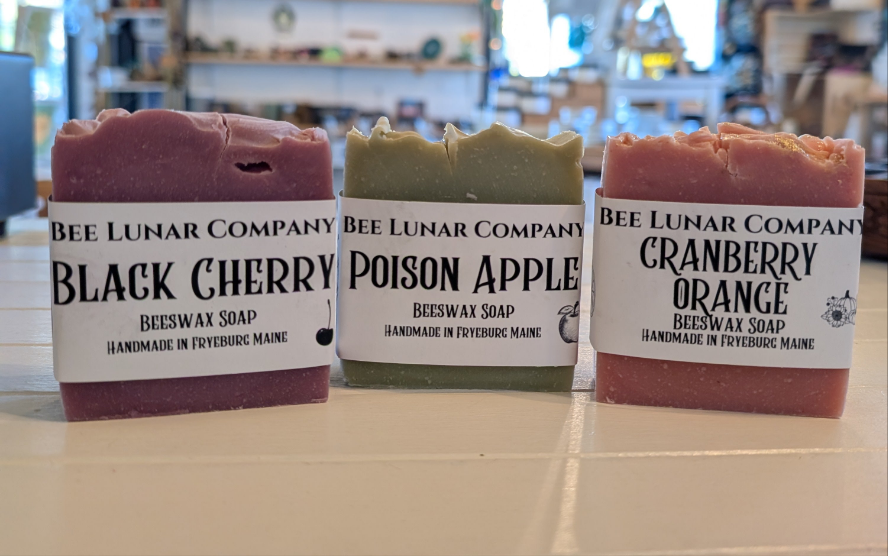 BEE LUNAR COMPANY
BLACK CHERRY
BEESWAX SOAP
HANDMADE IN FRYEBURG MAINE
BEE LUNAR COMPANY
POISON APPLE
BEESWAX SOAP
HANDMADE IN FRYEBURG MAINE
BEE LUNAR COMPANY
CRANBERRY
ORANGE
BEESWAX SOAP
HANDMADE IN FRYEBURG MAINE